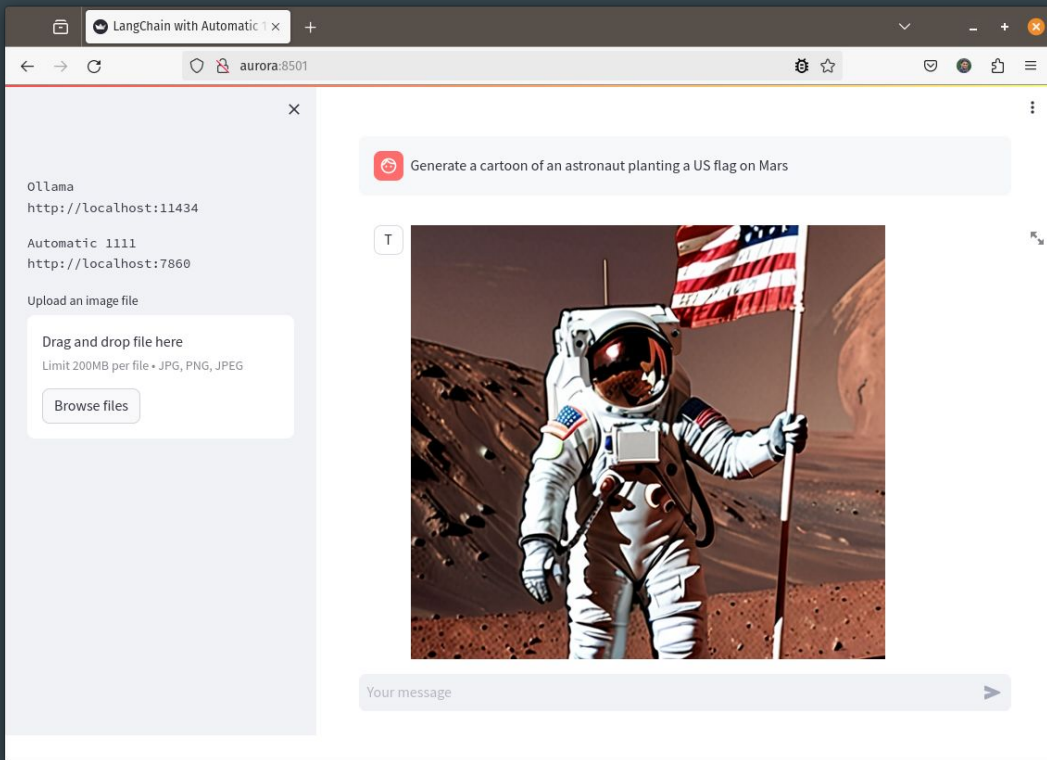 LangChain with Automatic 1
aurora:8501
Ollama
http://localhost:11434
Automatic 1111
http://localhost:7860
Upload an image file
Drag and drop file here
Limit 200MB per file • JPG, PNG, JPEG
Browse files
Generate a cartoon of an astronaut planting a US flag on Mars
T
Your message